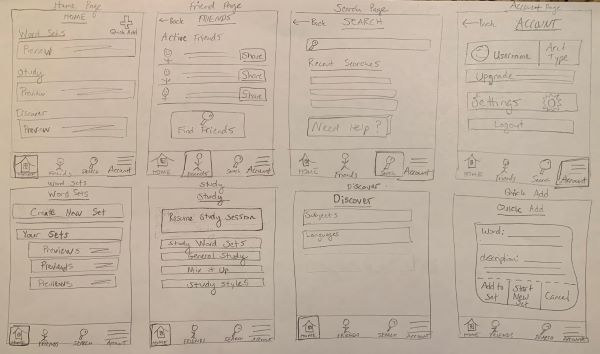 Home Page
HOME
Word Sets
Quick Add
Preview
Study
Preview
Discover
Preview
HOME Friends Search Account
Friend Page
← Back FRIENDS
Active Friends
Share
Share
Share
Find Friends
HOME Friends Search Account
Search Page
← Back SEARCH
Recent Searches
Need Help?
HOME Friends Search Account
Account Page
← Back ACCOUNT
Username
Acct Type
Upgrade
Settings
Logout
HOME Friends Search Account
Word Sets
Word Sets
Create New Set
Your Sets
Previews
Previews
Previews
HOME FRIENDS SEARCH ACCOUNT
Study
Study
Resume Study Session
Study Word Sets
General Study
Mix it Up
Study Styles
HOME FRIENDS SEARCH ACCOUNT
Discover
Discover
Subjects
Languages
HOME FRIENDS SEARCH ACCOUNT
Quick Add
Quick Add
Word:
description:
Add to Set
Start New Set
Cancel
HOME FRIENDS SEARCH ACCOUNT